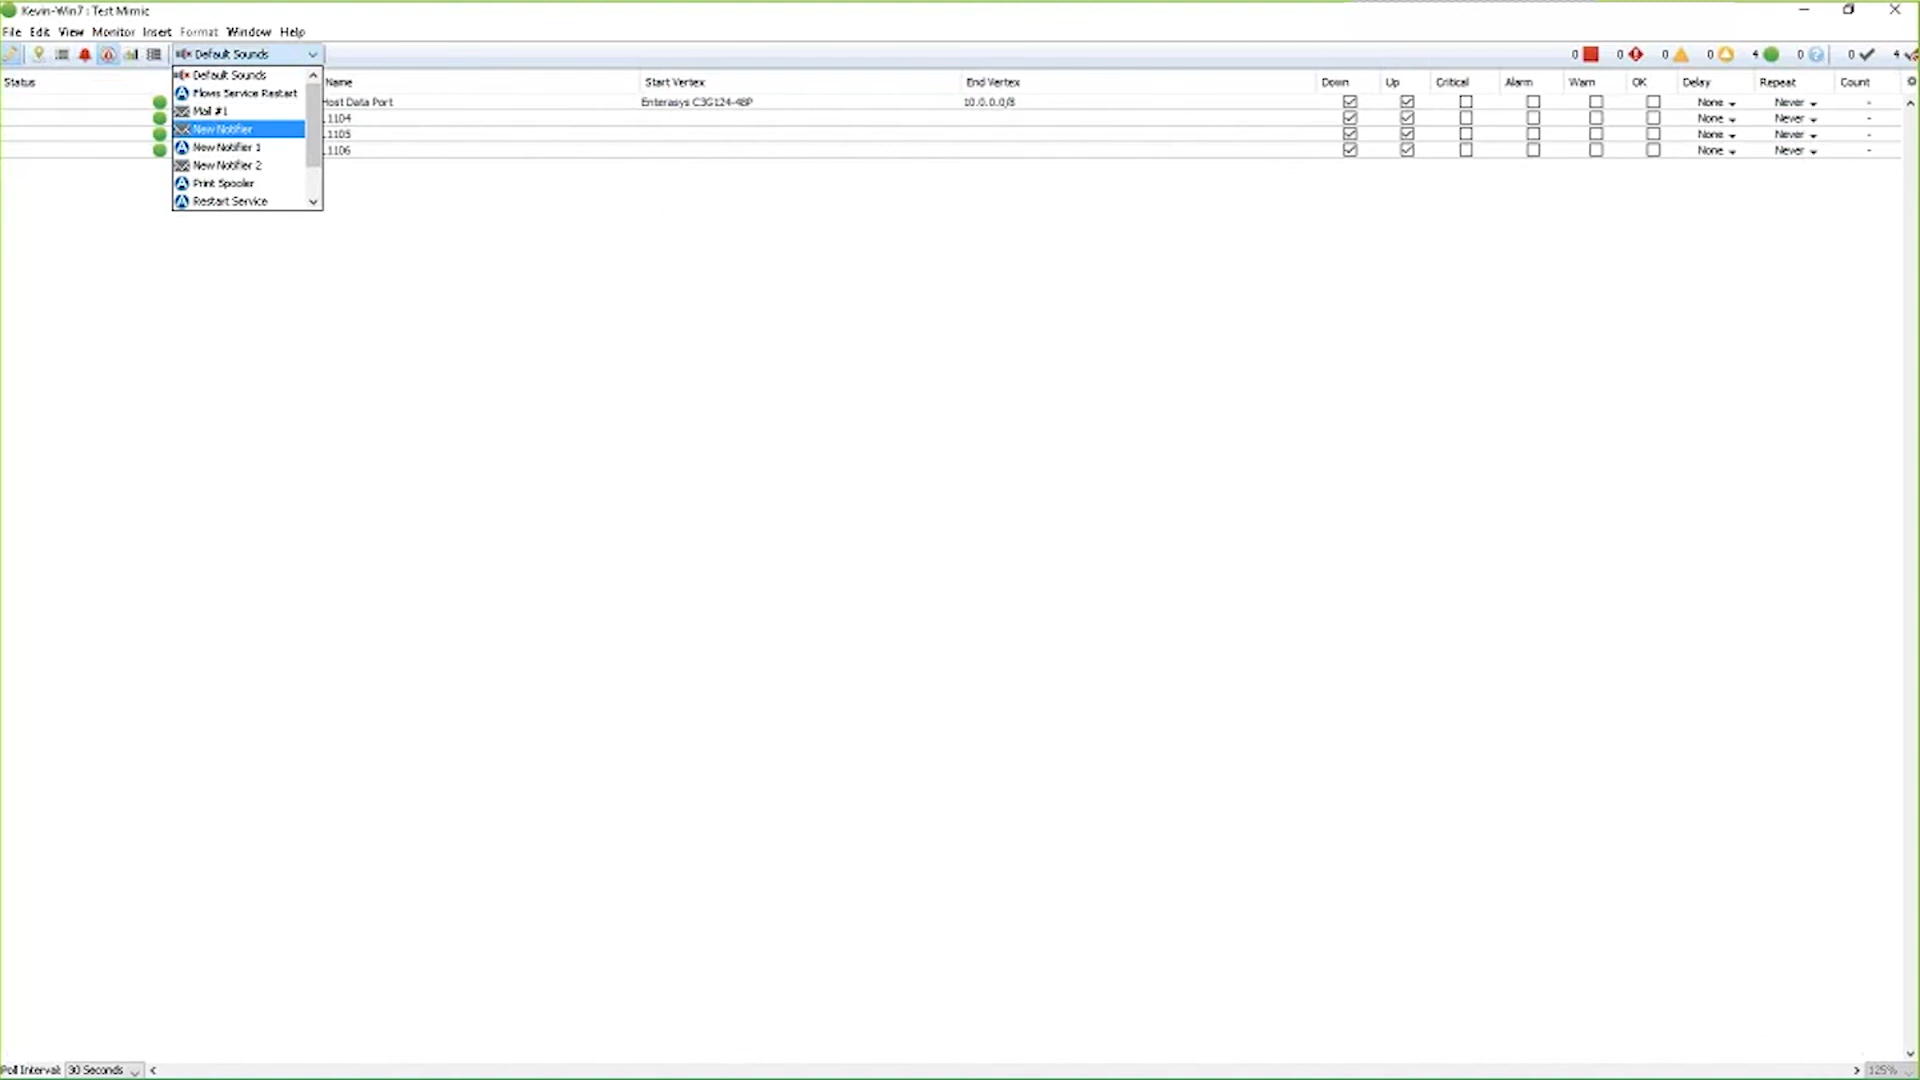 Kevin-Win7 : Test Mimic
File Edit View Monitor Insert Format Window Help
Default Sounds 0 0 0 0 4 0 0 4
Status Name Start Vertex End Vertex Down Up Critical Alarm Warn OK Delay Repeat Count
Default Sounds
Flows Service Restart
Mail #1
New Notifier
New Notifier 1
New Notifier 2
Print Spooler
Restart Service
Host Data Port Enterasys C3G124-48P 10.0.0.0/8 None Never -
.1104 None Never -
.1105 None Never -
.1106 None Never -
Poll Interval: 30 Seconds 125%